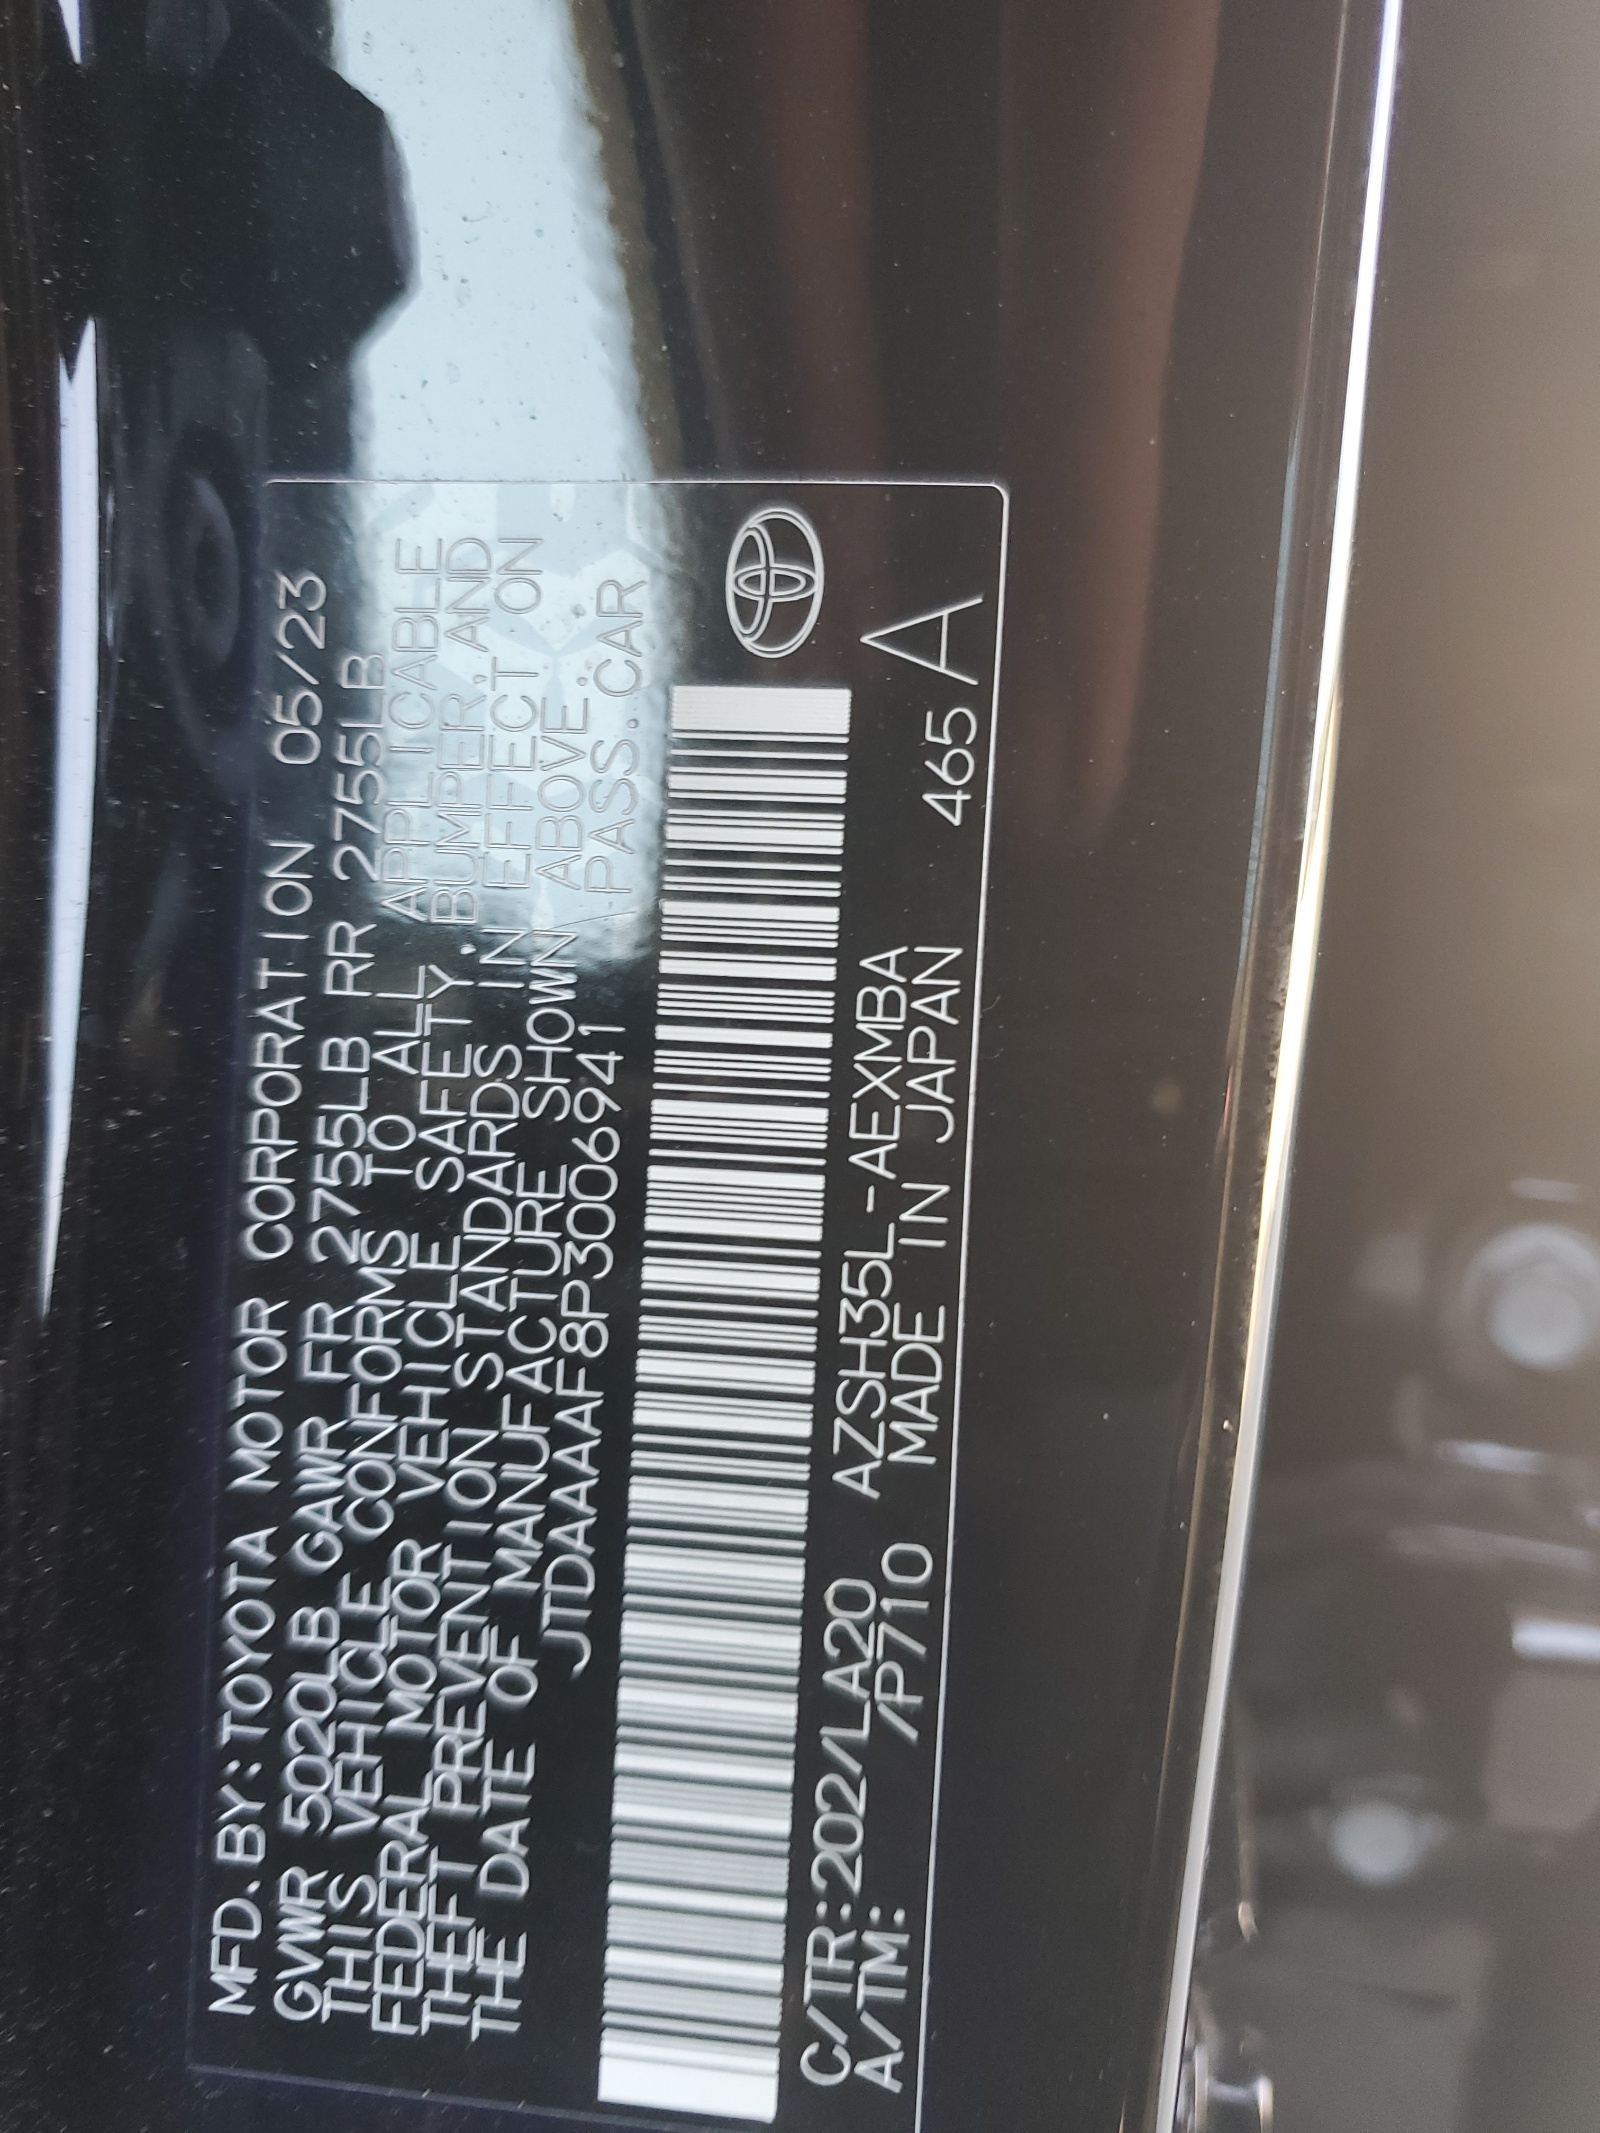 MFD.BY:TOYOTA MOTOR CORPORATION 05/23
GVWR 5020LB GAWR FR 2755LB RR 2755LB
THIS VEHICLE CONFORMS TO ALL APPLICABLE
FEDERAL MOTOR VEHICLE SAFETY,BUMPER,AND
THEFT PREVENTION STANDARDS IN EFFECT ON
THE DATE OF MANUFACTURE SHOWN ABOVE.
JTDAAAAF8P3006941 PASS.CAR
C/TR:202/LA20 AZSH35L-AEXMBA
A/TM: /P710 MADE IN JAPAN 465 A